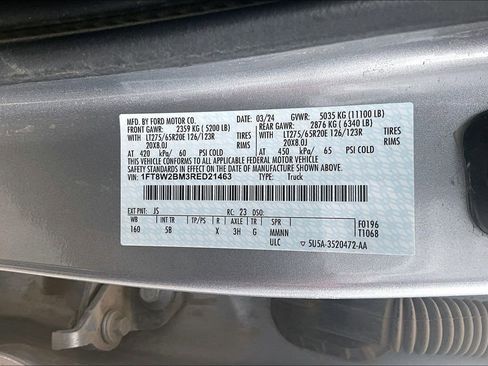 MFD. BY FORD MOTOR CO. 03/24 GVWR: 5035 KG (11100 LB)
FRONT GAWR: 2359 KG (5200 LB) REAR GAWR: 2876 KG (6340 LB)
WITH LT275/65R20E 126/123R TIRES WITH LT275/65R20E 126/123R TIRES
20X8.0J RIMS 20X8.0J RIMS
AT 420 kPa/ 60 PSI COLD AT 450 kPa/ 65 PSI COLD
THIS VEHICLE CONFORMS TO ALL APPLICABLE FEDERAL MOTOR VEHICLE
SAFETY STANDARDS IN EFFECT ON THE DATE OF MANUFACTURE SHOWN ABOVE.
VIN: 1FT8W2BM3RED21463 TYPE: Truck
EXT PNT: JS RC: 23 DSO: F0196
WB INT TR TP/PS R AXLE TR SPR T1068
160 5B X 3H G MMNN
ULC 5U5A-3520472-AA